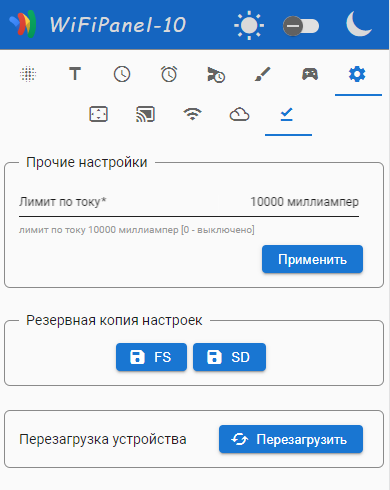 WiFiPanel-10
Прочие настройки
Лимит по току* 10000 миллиампер
лимит по току 10000 миллиампер [0 - выключено]
Применить
Резервная копия настроек
FS SD
Перезагрузка устройства Перезагрузить